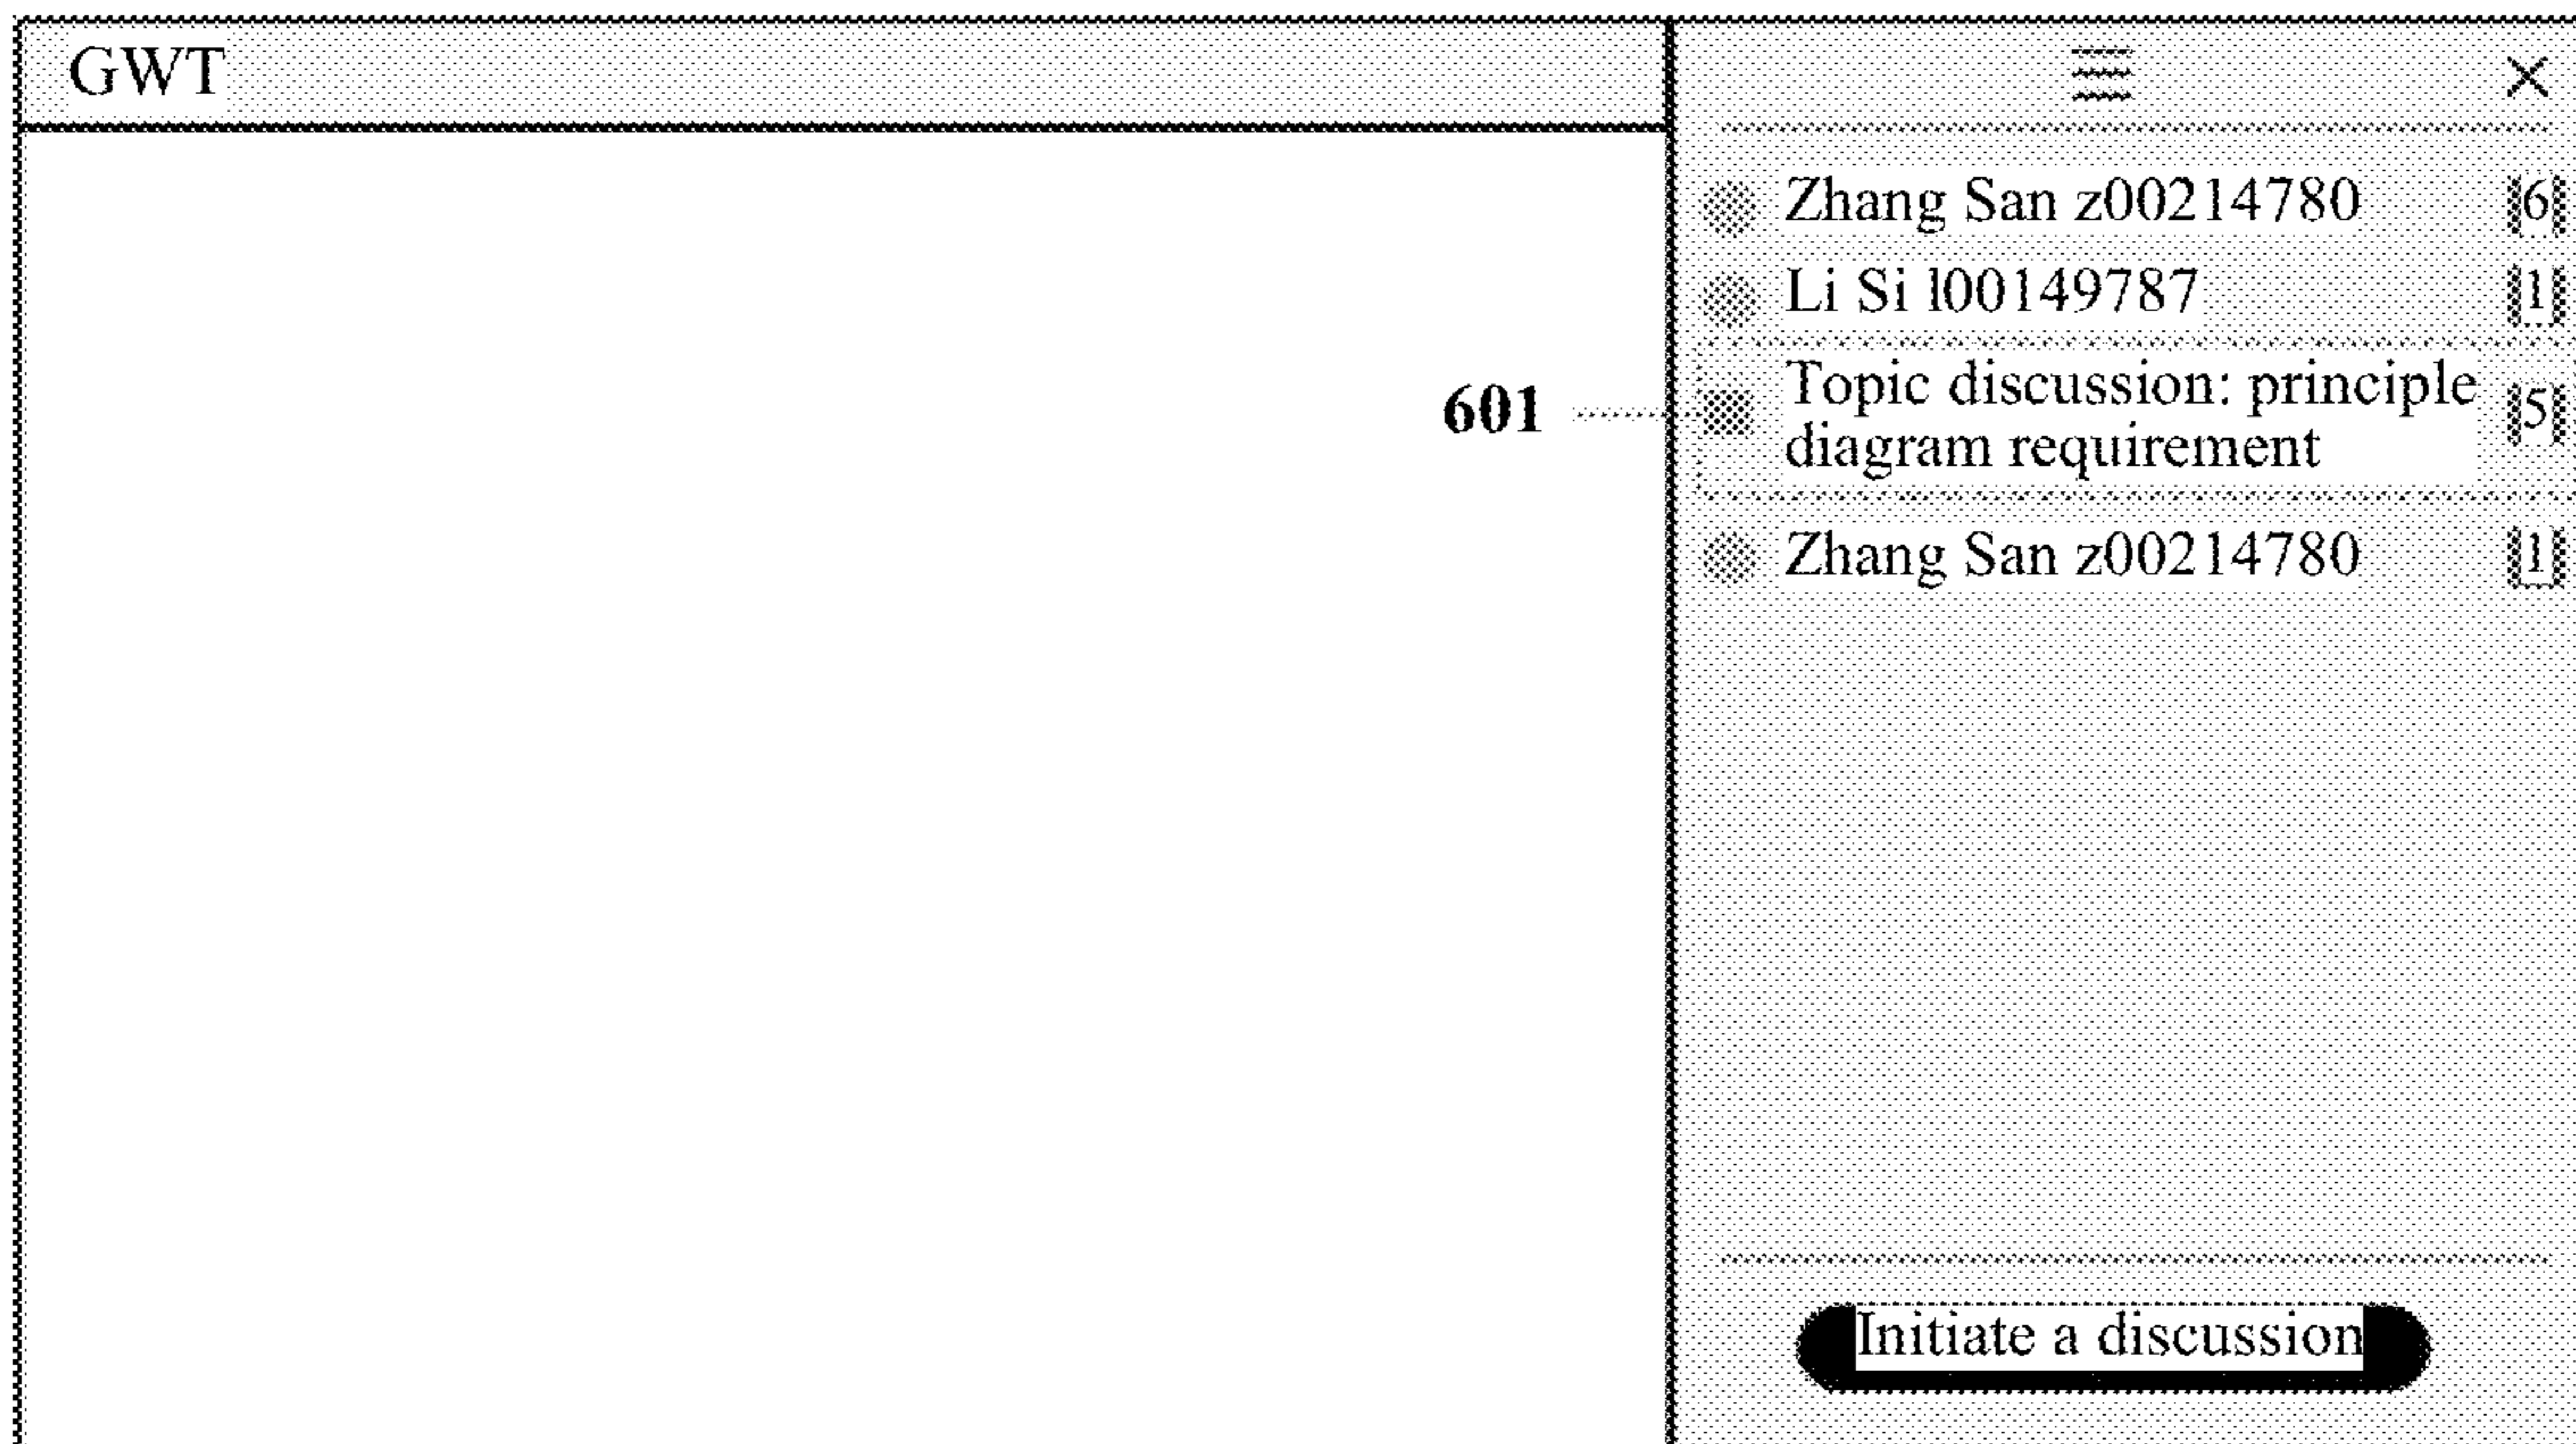 GWT
Zhang San z00214780 6
Li Si l00149787 1
601
Topic discussion: principle
diagram requirement 5
Zhang San z00214780 1
Initiate a discussion